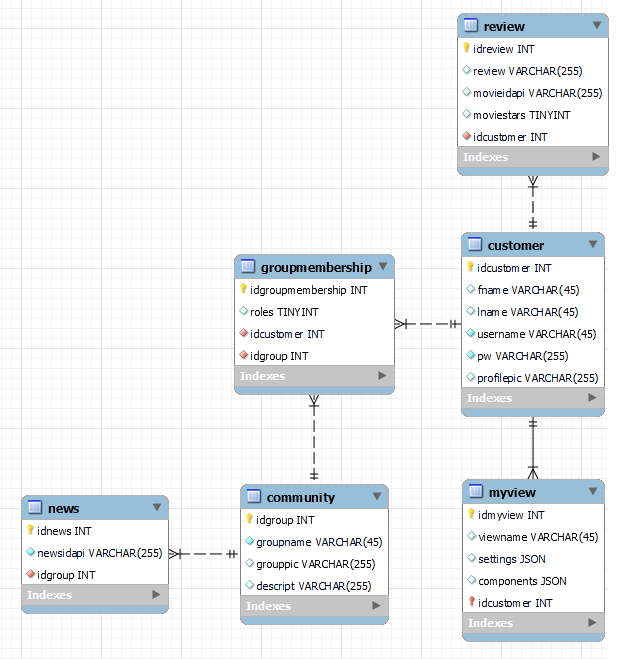 review
idreview INT
review VARCHAR(255)
movieidapi VARCHAR(255)
moviestars TINYINT
idcustomer INT
Indexes
customer
idcustomer INT
fname VARCHAR(45)
lname VARCHAR(45)
username VARCHAR(45)
pw VARCHAR(255)
profilepic VARCHAR(255)
Indexes
groupmembership
idgroupmembership INT
roles TINYINT
idcustomer INT
idgroup INT
Indexes
myview
idmyview INT
viewname VARCHAR(45)
settings JSON
components JSON
idcustomer INT
Indexes
community
idgroup INT
groupname VARCHAR(45)
grouppic VARCHAR(255)
descript VARCHAR(255)
Indexes
news
idnews INT
newsidapi VARCHAR(255)
idgroup INT
Indexes